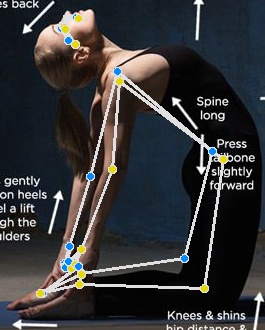 es back
Spine
long
Press
tailbone
slightly
forward
gently
on heels
el a lift
gh the
ulders
Knees & shins
hip distance &